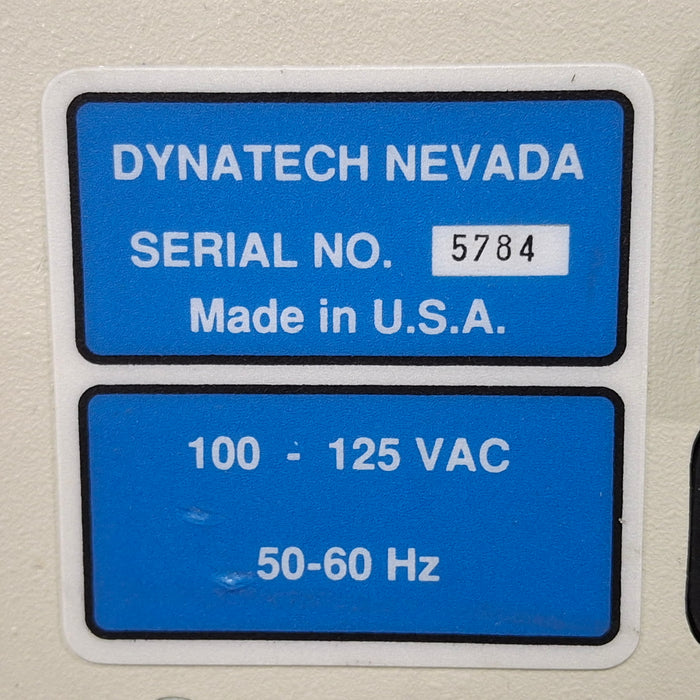 DYNATECH NEVADA
SERIAL NO. 5784
Made in U.S.A.
100 - 125 VAC
50-60 Hz